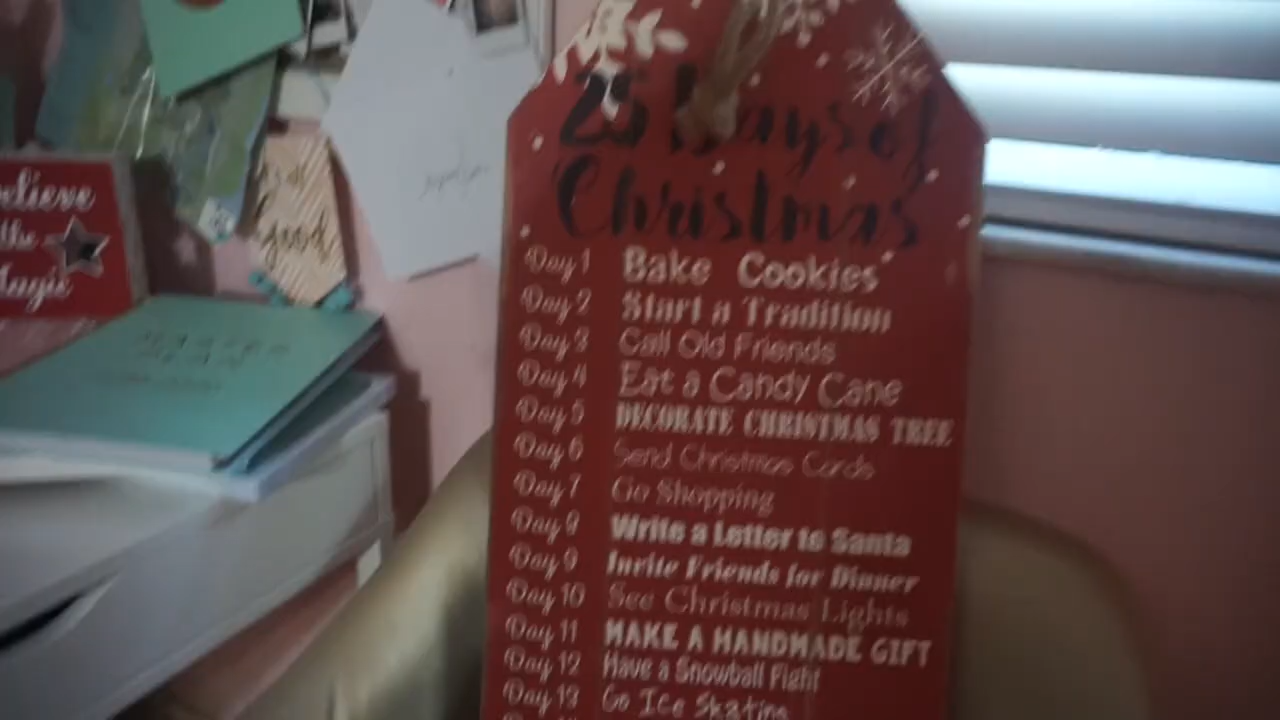 believe
the
Magic
good
25 Days of
Christmas
Day 1 Bake Cookies
Day 2 Start a Tradition
Day 3 Call Old Friends
Day 4 Eat a Candy Cane
Day 5 DECORATE CHRISTMAS TREE
Day 6 Send Christmas Cards
Day 7 Go Shopping
Day 8 Write a Letter to Santa
Day 9 Invite Friends for Dinner
Day 10 See Christmas Lights
Day 11 MAKE A HANDMADE GIFT
Day 12 Have a Snowball Fight
Day 13 Go Ice Skating